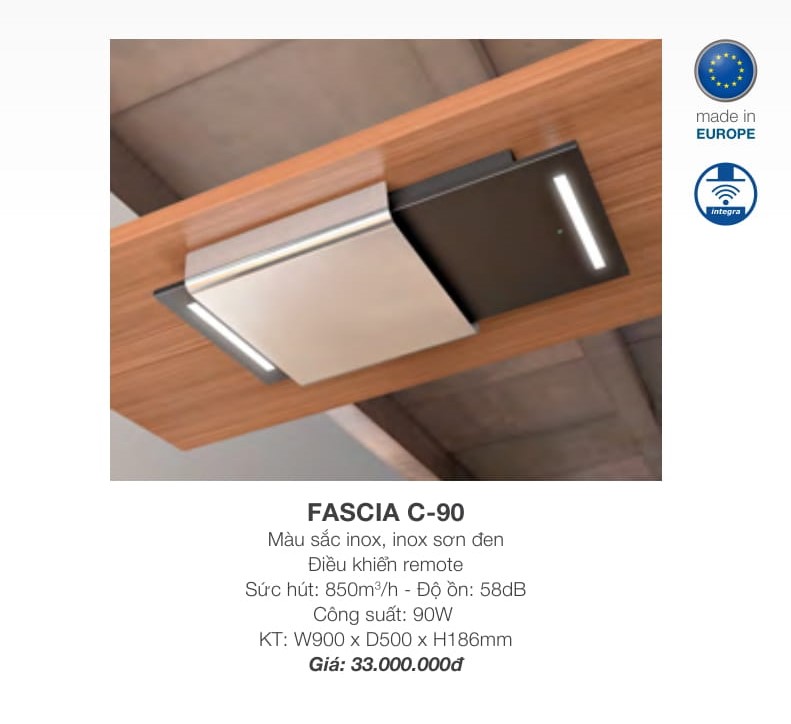 made in
EUROPE
integra
FASCIA C-90
Màu sắc inox, inox sơn đen
Điều khiển remote
Sức hút: 850m³/h - Độ ồn: 58dB
Công suất: 90W
KT: W900 x D500 x H186mm
Giá: 33.000.000đ